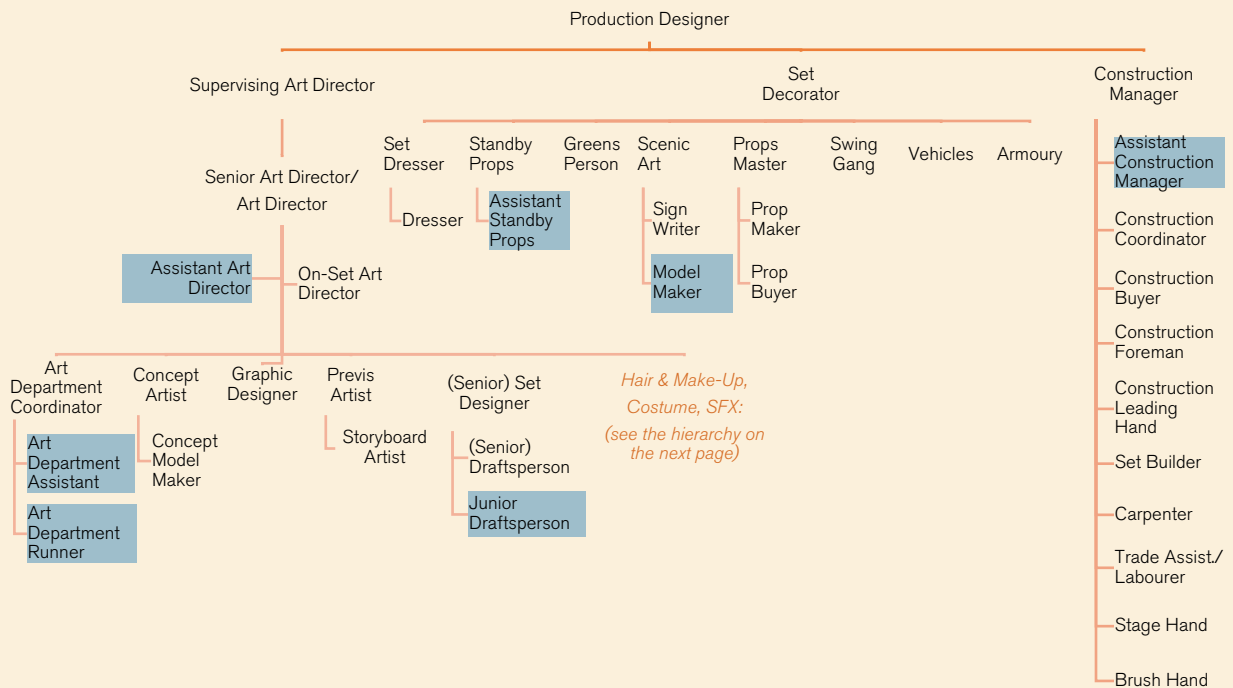 Production Designer
Supervising Art Director
Set
Decorator
Construction
Manager
Senior Art Director/
Art Director
Assistant Art
Director
On-Set Art
Director
Set
Dresser
Dresser
Standby
Props
Assistant
Standby
Props
Greens
Person
Scenic
Art
Sign
Writer
Model
Maker
Props
Master
Prop
Maker
Prop
Buyer
Swing
Gang
Vehicles
Armoury
Assistant
Construction
Manager
Construction
Coordinator
Construction
Buyer
Construction
Foreman
Construction
Leading
Hand
Set Builder
Carpenter
Trade Assist./
Labourer
Stage Hand
Brush Hand
Art
Department
Coordinator
Art
Department
Assistant
Art
Department
Runner
Concept
Artist
Concept
Model
Maker
Graphic
Designer
Previs
Artist
Storyboard
Artist
(Senior) Set
Designer
(Senior)
Draftsperson
Junior
Draftsperson
Hair & Make-Up,
Costume, SFX:
(see the hierarchy on
the next page)